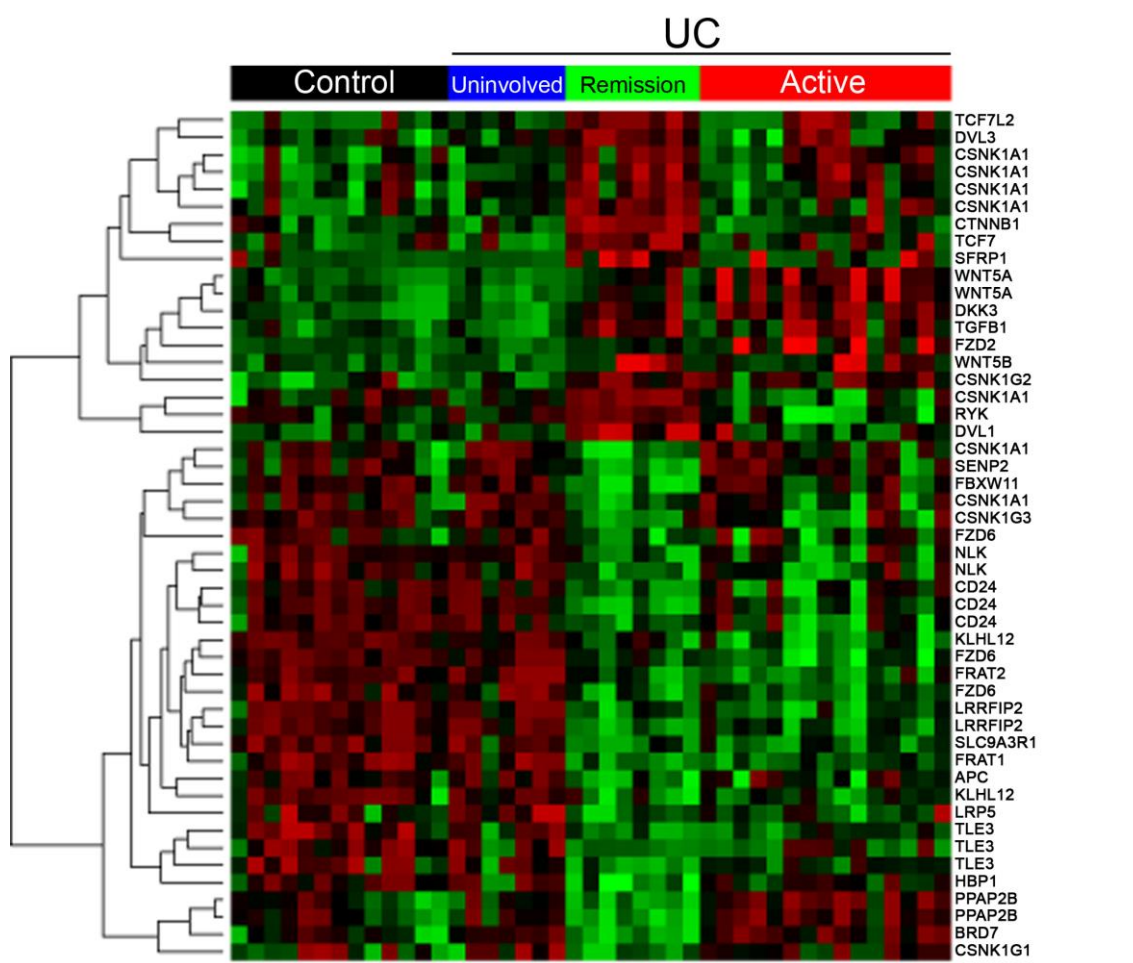 UC
Control Uninvolved Remission Active
TCF7L2
DVL3
CSNK1A1
CSNK1A1
CSNK1A1
CSNK1A1
CTNNB1
TCF7
SFRP1
WNT5A
WNT5A
DKK3
TGFB1
FZD2
WNT5B
CSNK1G2
CSNK1A1
RYK
DVL1
CSNK1A1
SENP2
FBXW11
CSNK1A1
CSNK1G3
FZD6
NLK
NLK
CD24
CD24
CD24
KLHL12
FZD6
FRAT2
FZD6
LRRFIP2
LRRFIP2
SLC9A3R1
FRAT1
APC
KLHL12
LRP5
TLE3
TLE3
TLE3
HBP1
PPAP2B
PPAP2B
BRD7
CSNK1G1